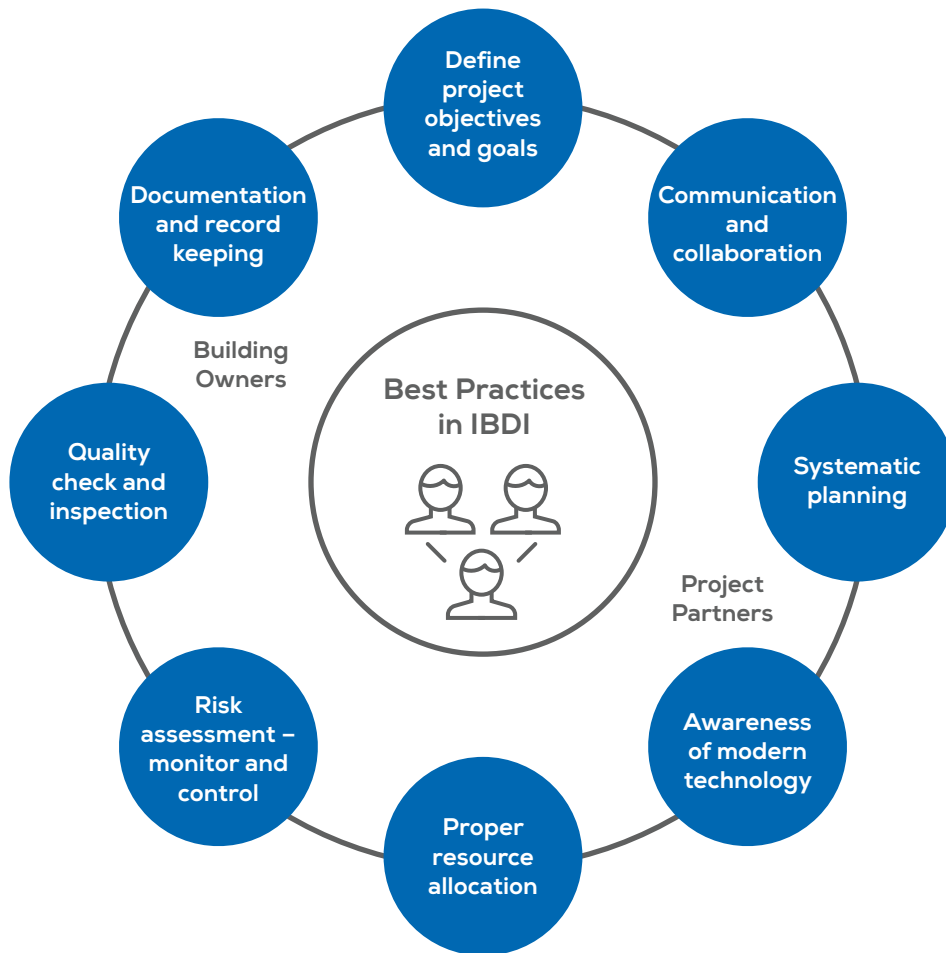 Define
project
objectives
and goals
Communication
and
collaboration
Systematic
planning
Awareness
of modern
technology
Proper
resource
allocation
Risk
assessment –
monitor and
control
Quality
check and
inspection
Documentation
and record
keeping
Building
Owners
Best Practices
in IBDI
Project
Partners